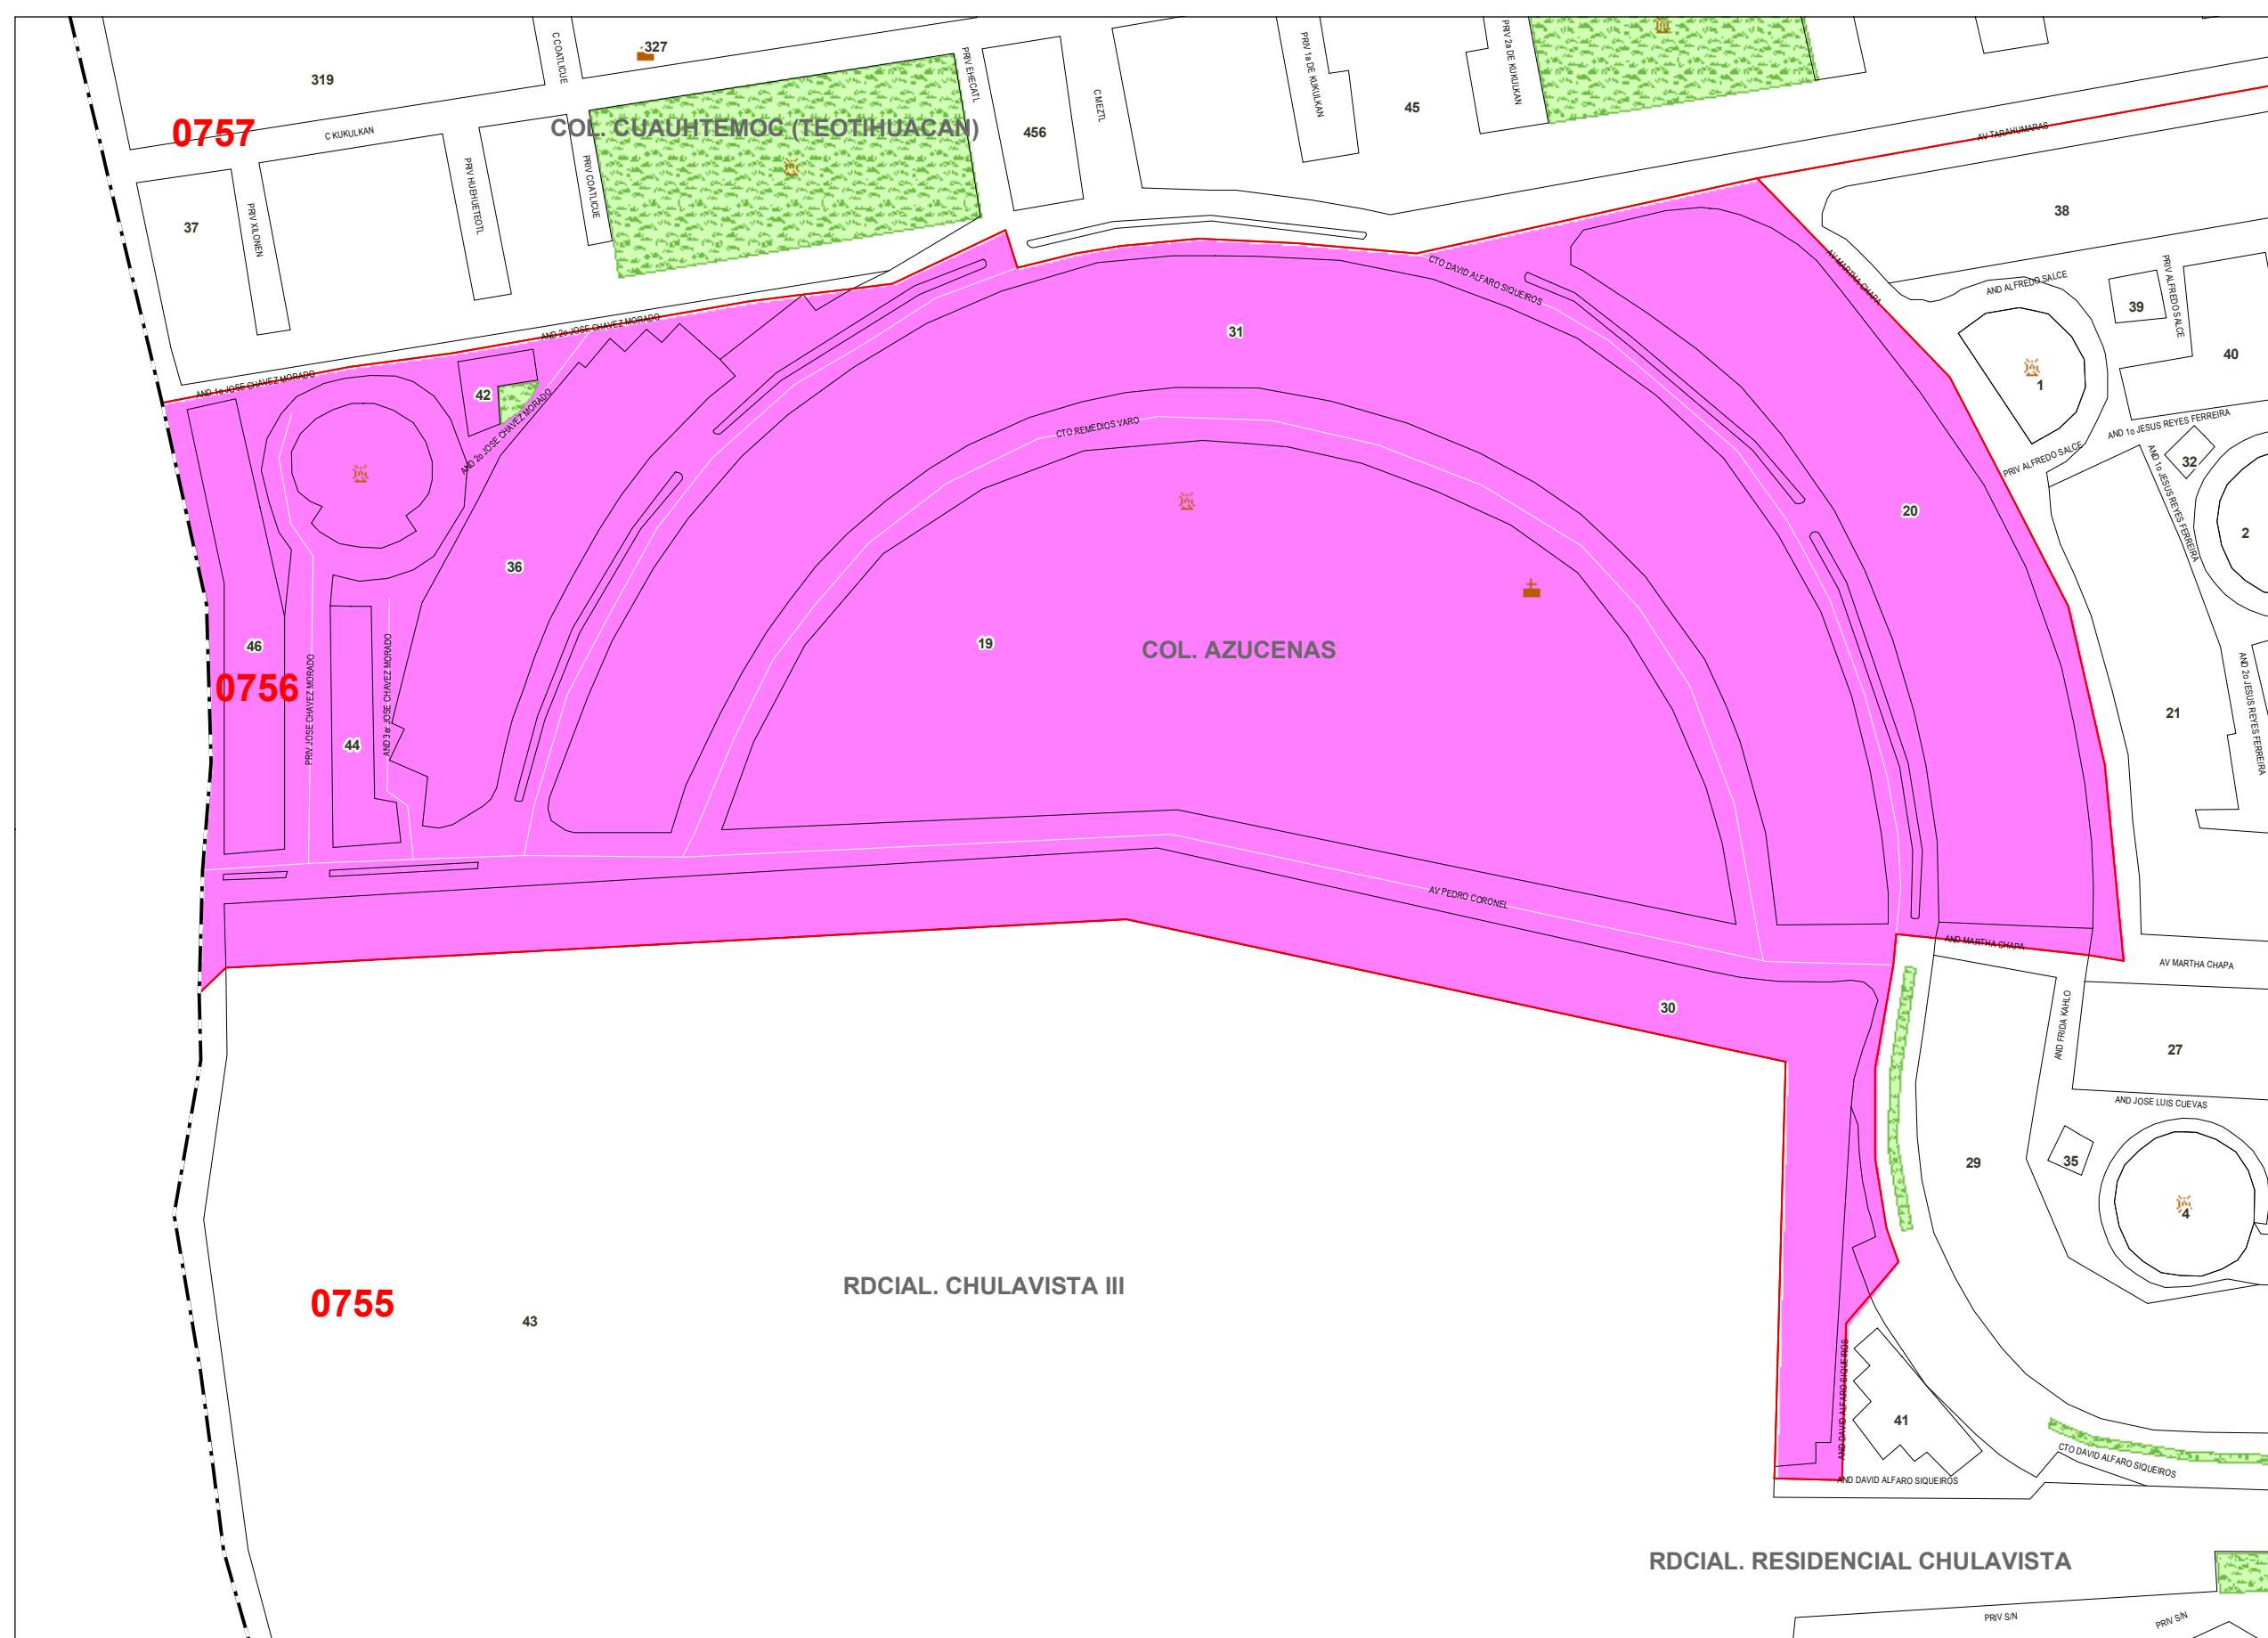 C COATLICUE
327
PRIV EHECATL
PRIV 1a DE KUKULKAN
PRIV 2a DE KUKULKAN
319
C MEZTL
45
0757
C KUKULKAN
COL. CUAUHTEMOC (TEOTIHUACAN)
456
AV TARAHUMARAS
37
PRIV XILONEN
PRIV HUEHUETEOTL
PRIV COATLICUE
38
CTO DAVID ALFARO SIQUEIROS
AV MARTHA CHAPA
AND ALFREDO SALCE
PRIV ALFREDO SALCE
39
AND 2o JOSE CHAVEZ MORADO
31
40
AND 1o JOSE CHAVEZ MORADO
1
42
AND 2o JOSE CHAVEZ MORADO
CTO REMEDIOS VARO
AND 1o JESUS REYES FERREIRA
PRIV ALFREDO SALCE
32
AND 1o JESUS REYES FERREIRA
20
2
36
46
19
COL. AZUCENAS
0756
PRIV JOSE CHAVEZ MORADO
AND 3 er JOSE CHAVEZ MORADO
44
21
AND 2o JESUS REYES FERREIRA
AV PEDRO CORONEL
AND MARTHA CHAPA
AV MARTHA CHAPA
30
AND FRIDA KAHLO
27
AND JOSE LUIS CUEVAS
29
35
4
RDCIAL. CHULAVISTA III
0755
43
AND DAVID ALFARO SIQUEIROS
41
CTO DAVID ALFARO SIQUEIROS
AND DAVID ALFARO SIQUEIROS
RDCIAL. RESIDENCIAL CHULAVISTA
PRIV S/N
PRIV S/N